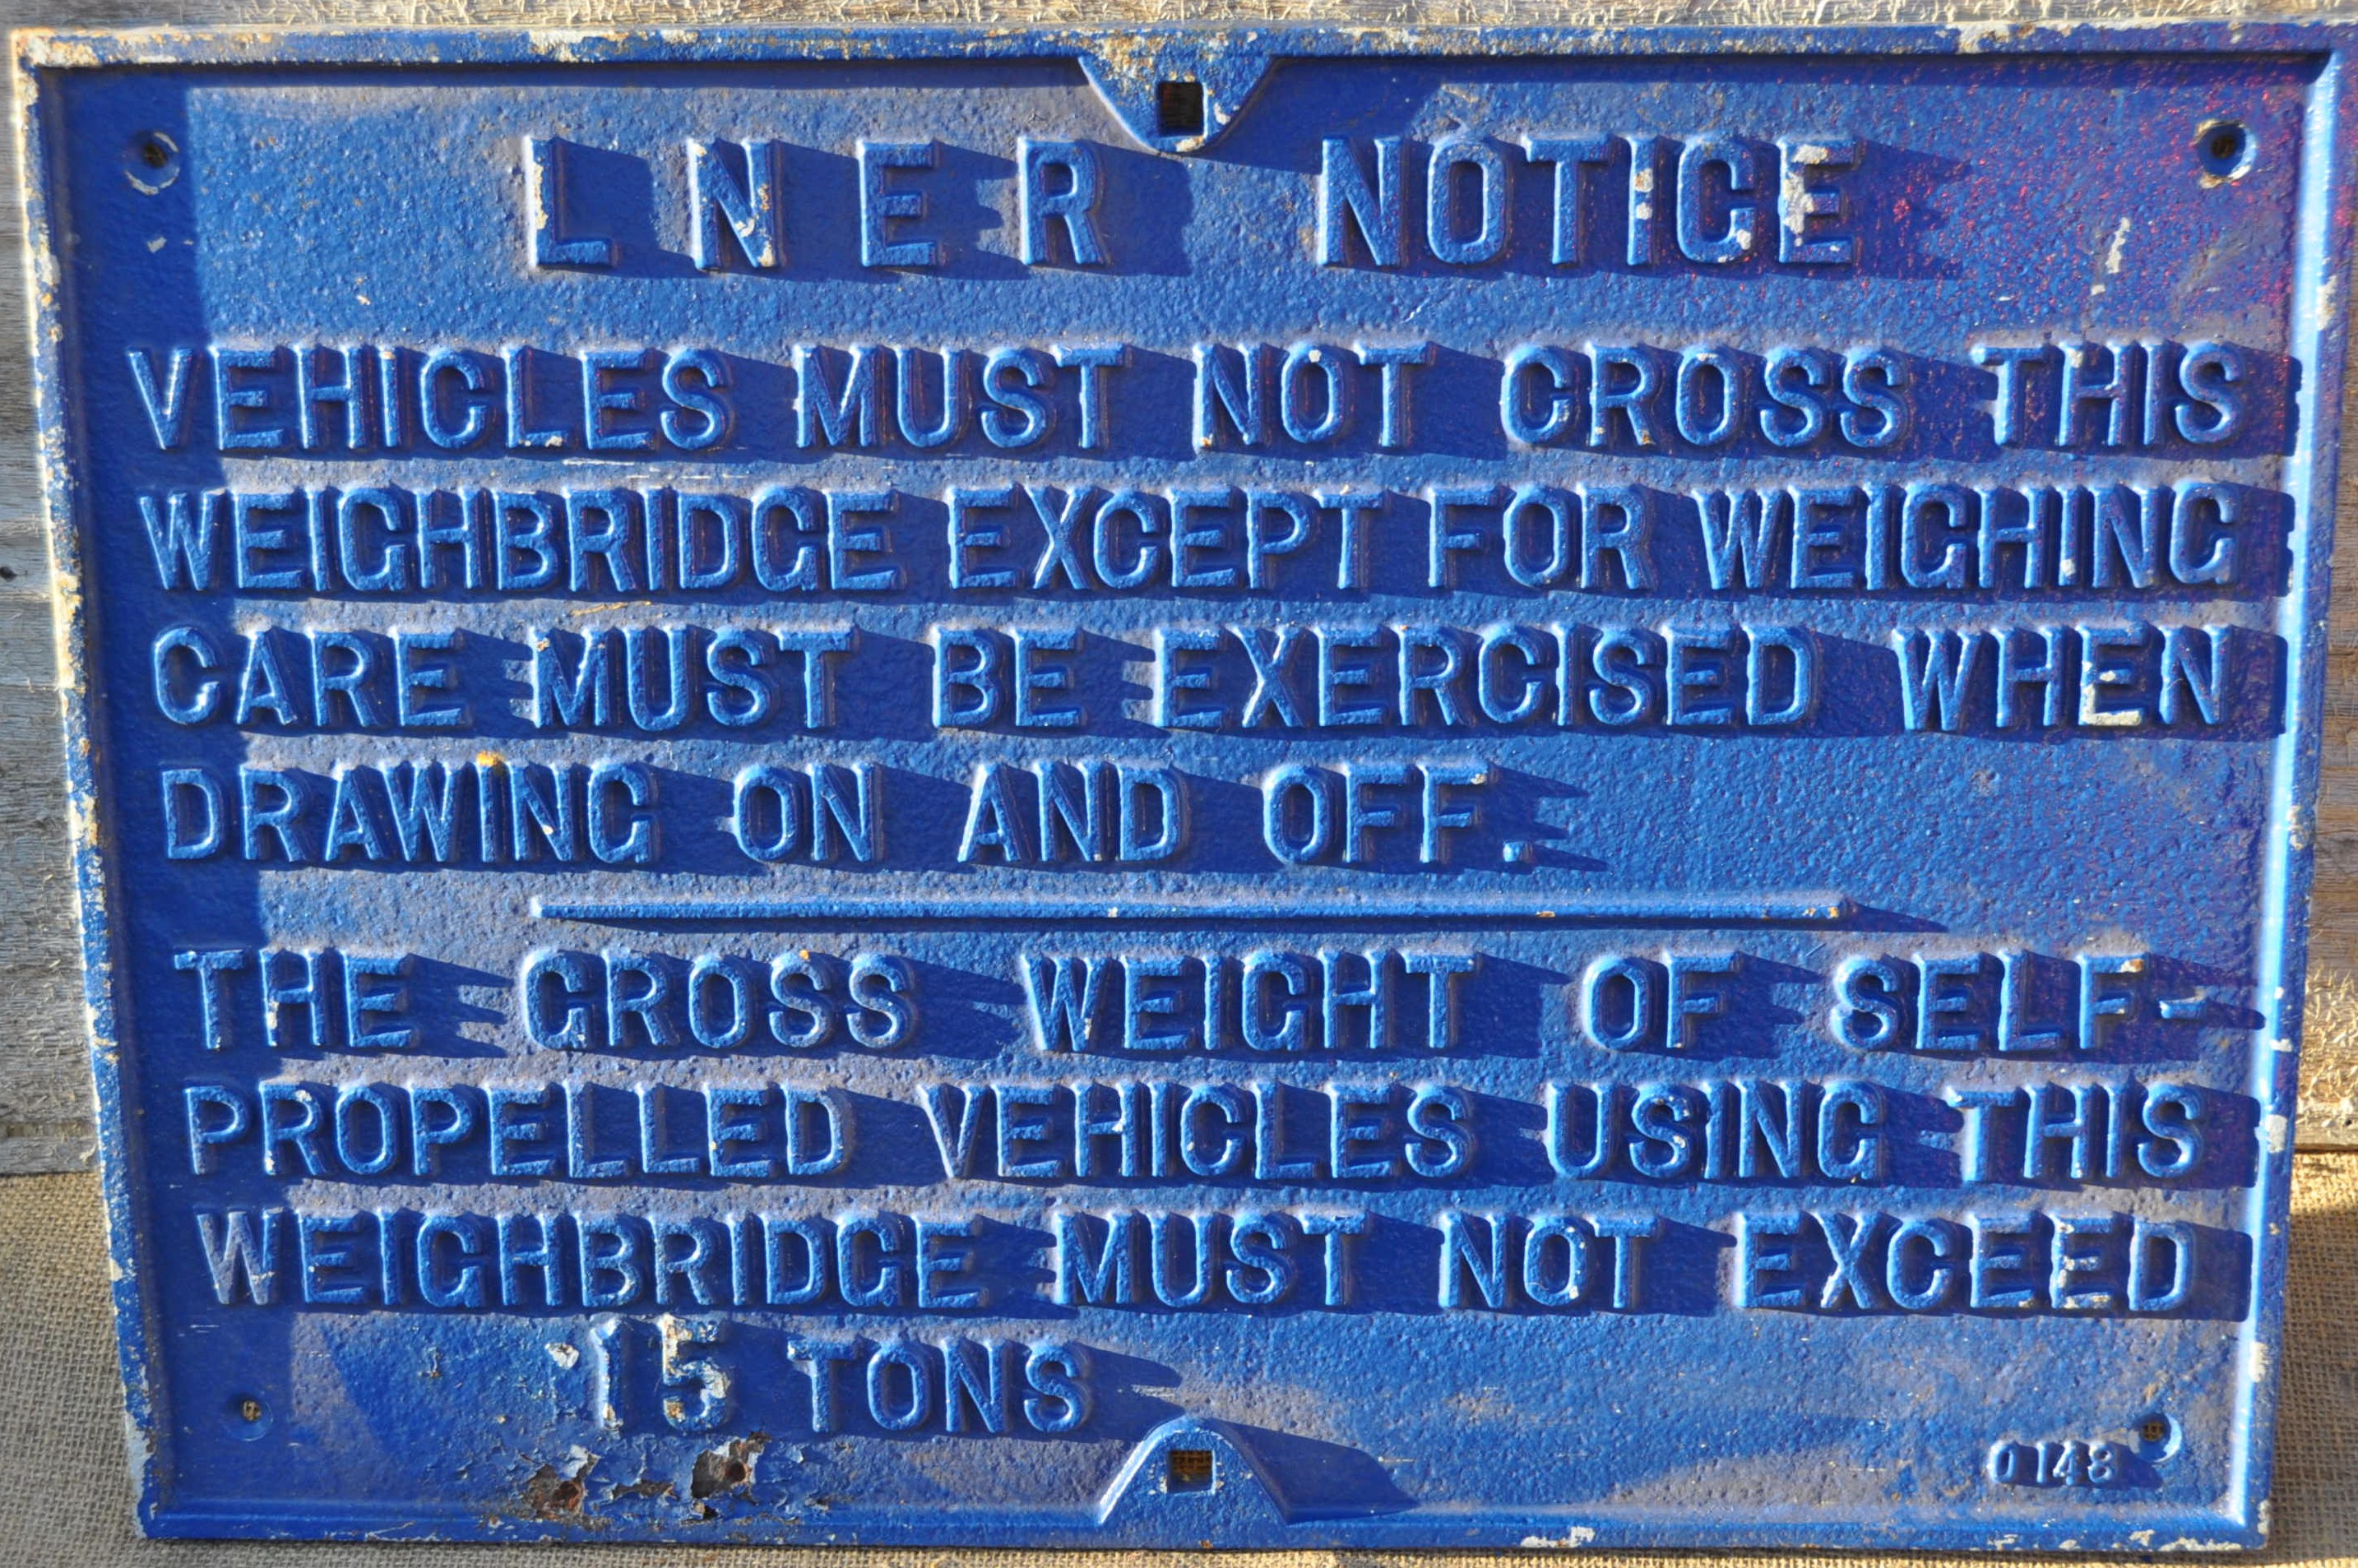 L N E R NOTICE
VEHICLES MUST NOT CROSS THIS
WEIGHBRIDGE EXCEPT FOR WEIGHING
CARE MUST BE EXERCISED WHEN
DRAWING ON AND OFF.
THE GROSS WEIGHT OF SELF-
PROPELLED VEHICLES USING THIS
WEIGHBRIDGE MUST NOT EXCEED
15 TONS
0148